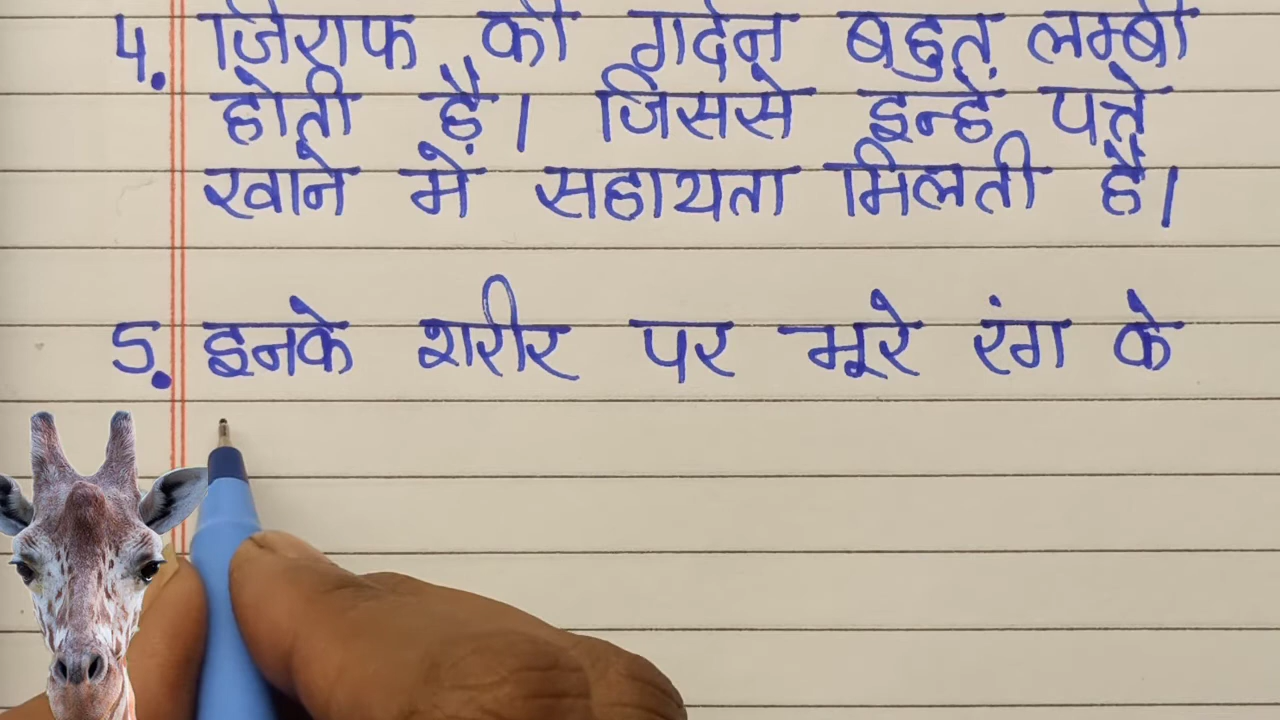 4. जिराफ की गर्दन बहुत लम्बी
होती है। जिससे इन्हें पत्ते
खाने में सहायता मिलती है।
5. इनके शरीर पर भूरे रंग के